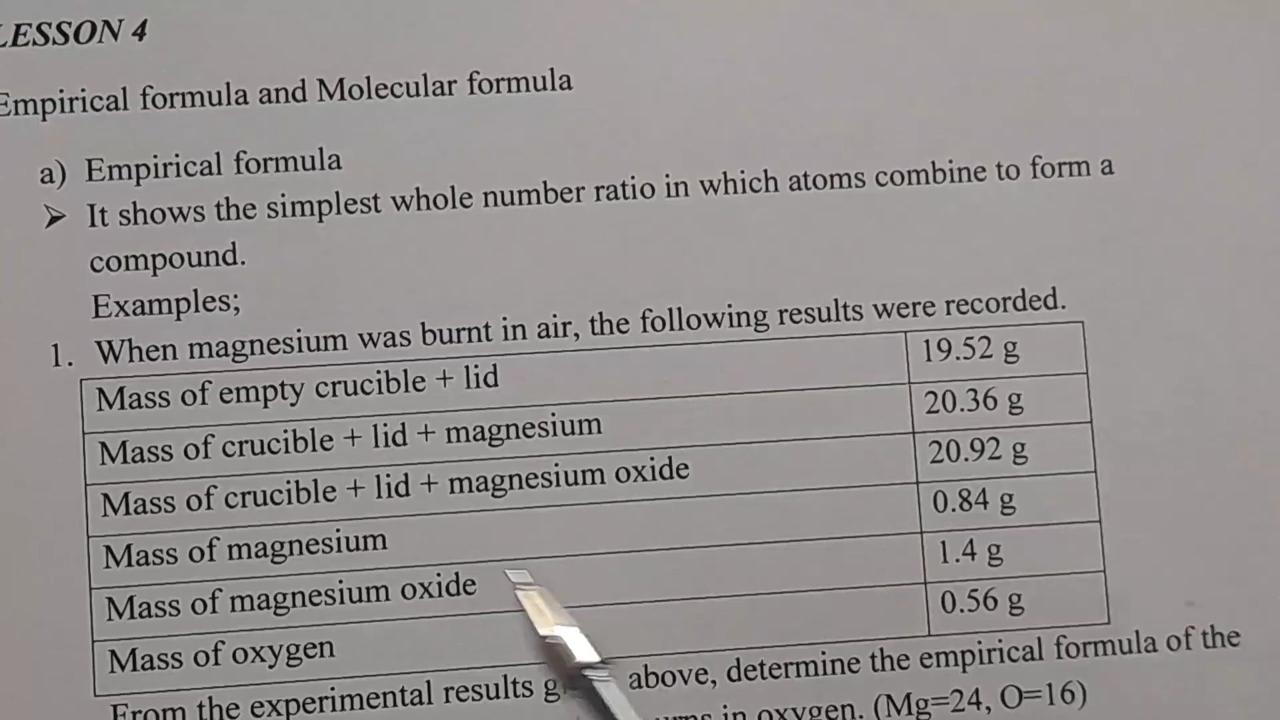 LESSON 4
Empirical formula and Molecular formula
a) Empirical formula
➤ It shows the simplest whole number ratio in which atoms combine to form a
compound.
Examples;
1. When magnesium was burnt in air, the following results were recorded.
Mass of empty crucible + lid 19.52 g
Mass of crucible + lid + magnesium 20.36 g
Mass of crucible + lid + magnesium oxide 20.92 g
Mass of magnesium 0.84 g
Mass of magnesium oxide 1.4 g
Mass of oxygen 0.56 g
From the experimental results above, determine the empirical formula of the
in oxygen. (Mg=24, O=16)